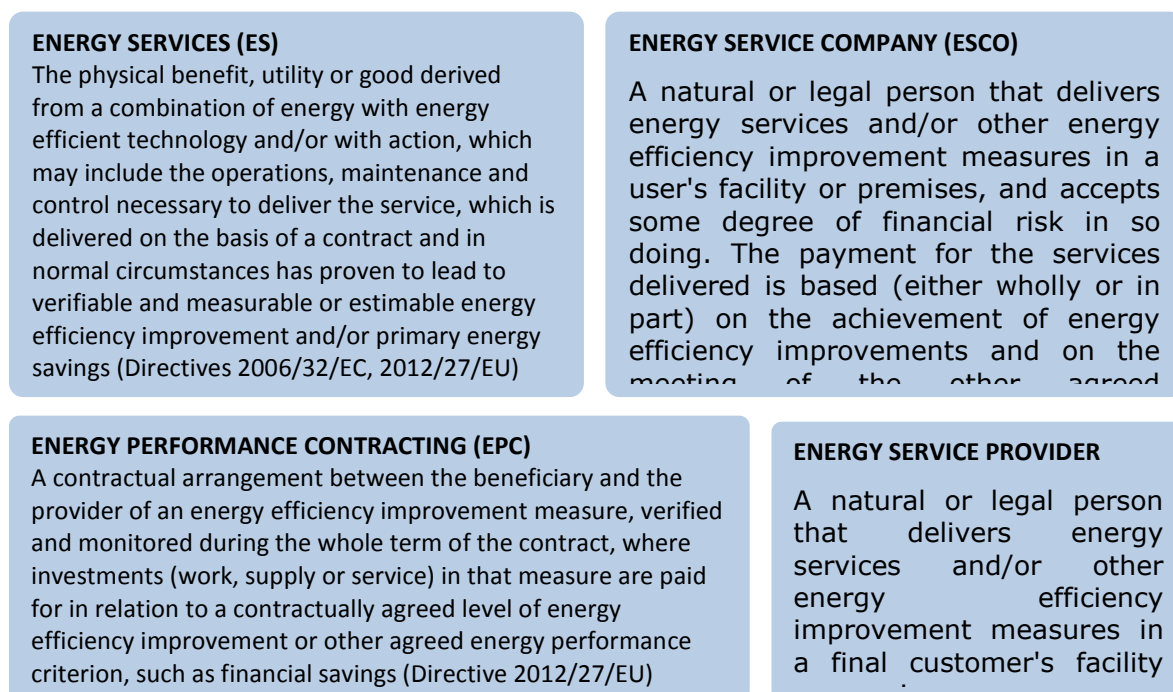 ENERGY SERVICES (ES)
The physical benefit, utility or good derived
from a combination of energy with energy
efficient technology and/or with action, which
may include the operations, maintenance and
control necessary to deliver the service, which is
delivered on the basis of a contract and in
normal circumstances has proven to lead to
verifiable and measurable or estimable energy
efficiency improvement and/or primary energy
savings (Directives 2006/32/EC, 2012/27/EU)
ENERGY SERVICE COMPANY (ESCO)
A natural or legal person that delivers
energy services and/or other energy
efficiency improvement measures in a
user's facility or premises, and accepts
some degree of financial risk in so
doing. The payment for the services
delivered is based (either wholly or in
part) on the achievement of energy
efficiency improvements and on the
meeting of the other agreed
ENERGY PERFORMANCE CONTRACTING (EPC)
A contractual arrangement between the beneficiary and the
provider of an energy efficiency improvement measure, verified
and monitored during the whole term of the contract, where
investments (work, supply or service) in that measure are paid
for in relation to a contractually agreed level of energy
efficiency improvement or other agreed energy performance
criterion, such as financial savings (Directive 2012/27/EU)
ENERGY SERVICE PROVIDER
A natural or legal person
that delivers energy
services and/or other
energy efficiency
improvement measures in
a final customer's facility